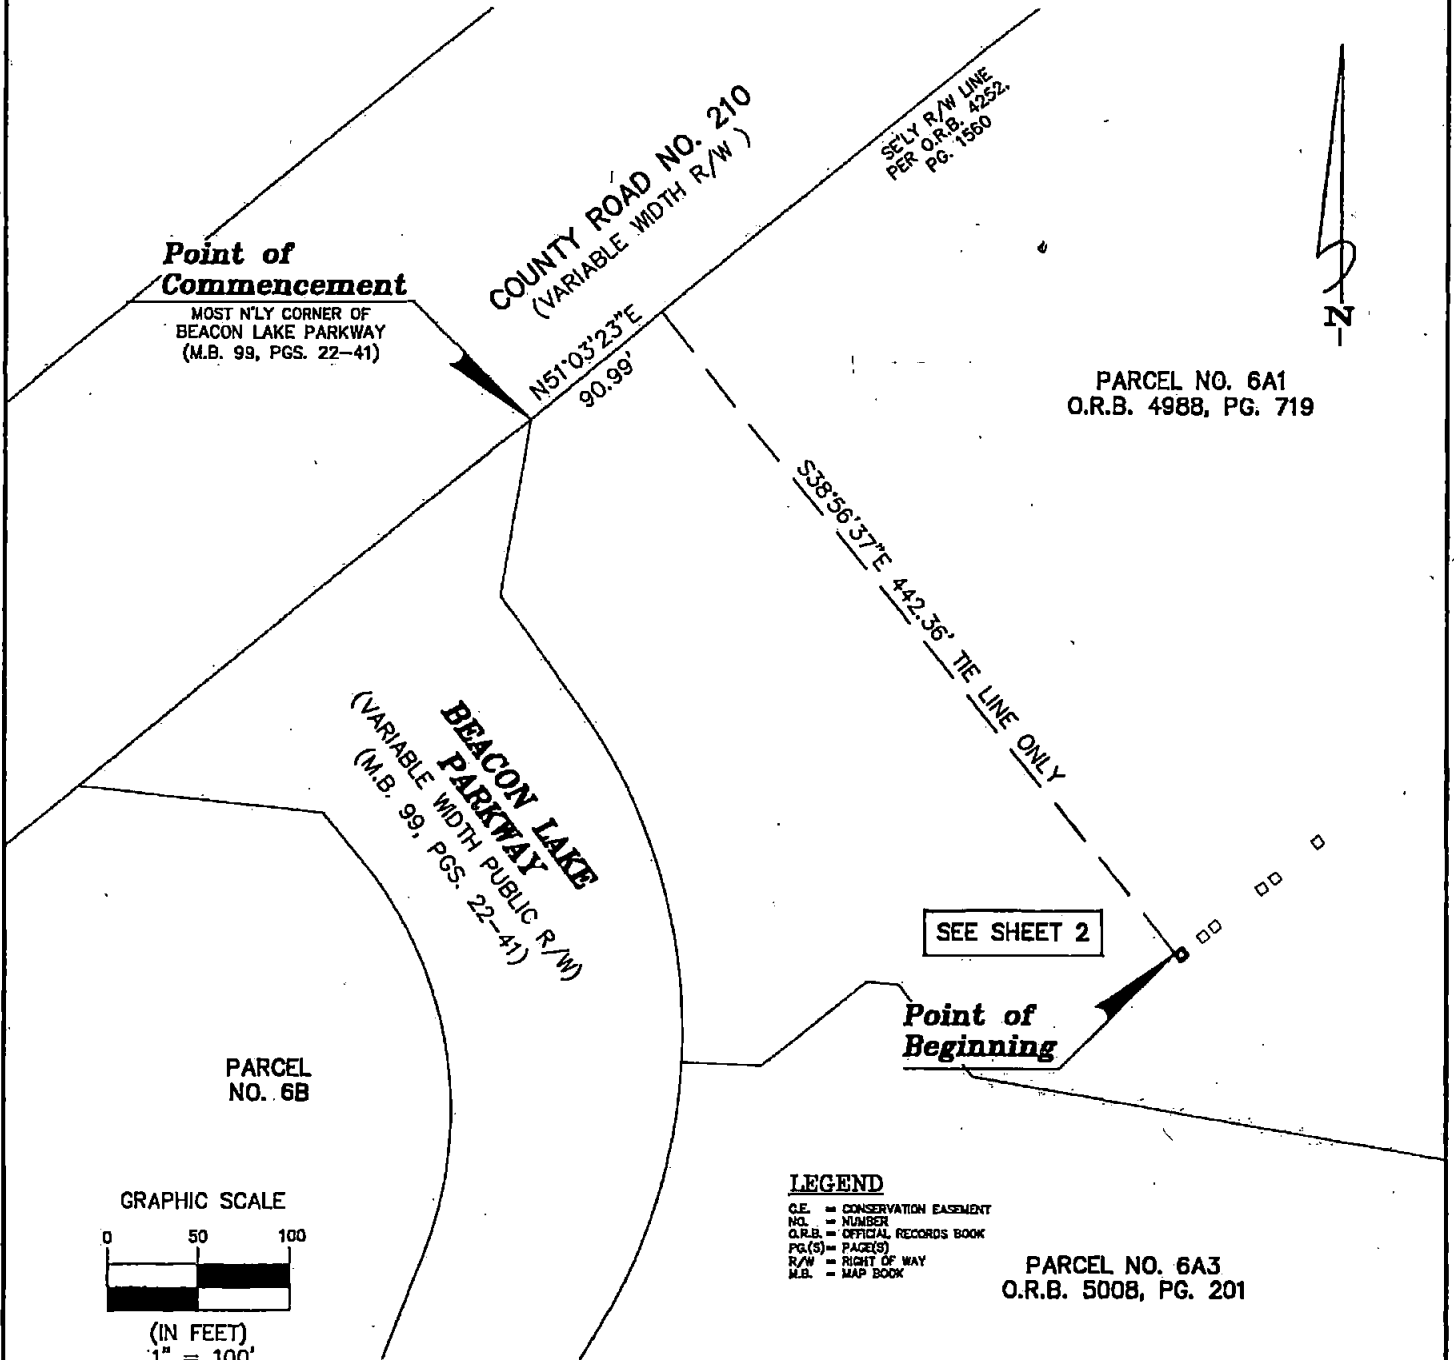 SE'LY R/W LINE
PER O.R.B. 4252,
PG. 1560
COUNTY ROAD NO. 210
(VARIABLE WIDTH R/W)
Point of
Commencement
MOST N'LY CORNER OF
BEACON LAKE PARKWAY
(M.B. 99, PGS. 22-41)
N51°03'23"E
90.99'
N
PARCEL NO. 6A1
O.R.B. 4988, PG. 719
S38°56'37"E 442.36' TIE LINE ONLY
BEACON LAKE
PARKWAY
(VARIABLE WIDTH PUBLIC R/W)
(M.B. 99, PGS. 22-41)
SEE SHEET 2
Point of
Beginning
PARCEL
NO. 6B
GRAPHIC SCALE
0 50 100
(IN FEET)
1" = 100'
LEGEND
C.E. = CONSERVATION EASEMENT
NO. = NUMBER
O.R.B. = OFFICIAL RECORDS BOOK
PG.(S) = PAGE(S)
R/W = RIGHT OF WAY
M.B. = MAP BOOK
PARCEL NO. 6A3
O.R.B. 5008, PG. 201